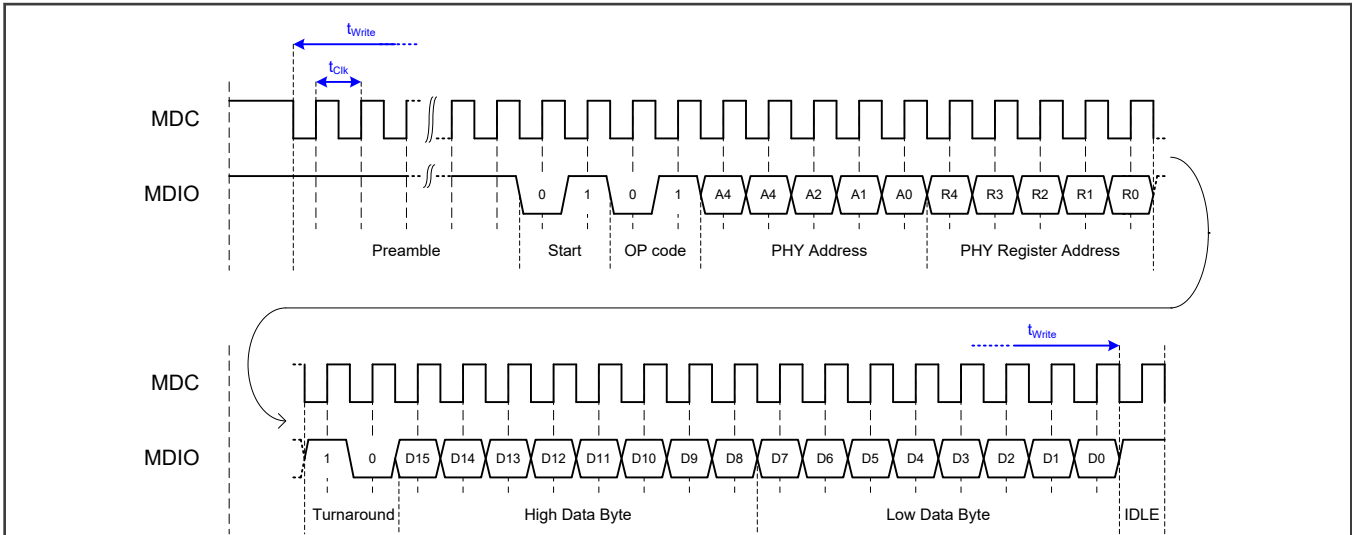 tWrite
tClk
MDC
MDIO 0 1 0 1 A4 A4 A2 A1 A0 R4 R3 R2 R1 R0
Preamble Start OP code PHY Address PHY Register Address
tWrite
MDC
MDIO 1 0 D15 D14 D13 D12 D11 D10 D9 D8 D7 D6 D5 D4 D3 D2 D1 D0
Turnaround High Data Byte Low Data Byte IDLE